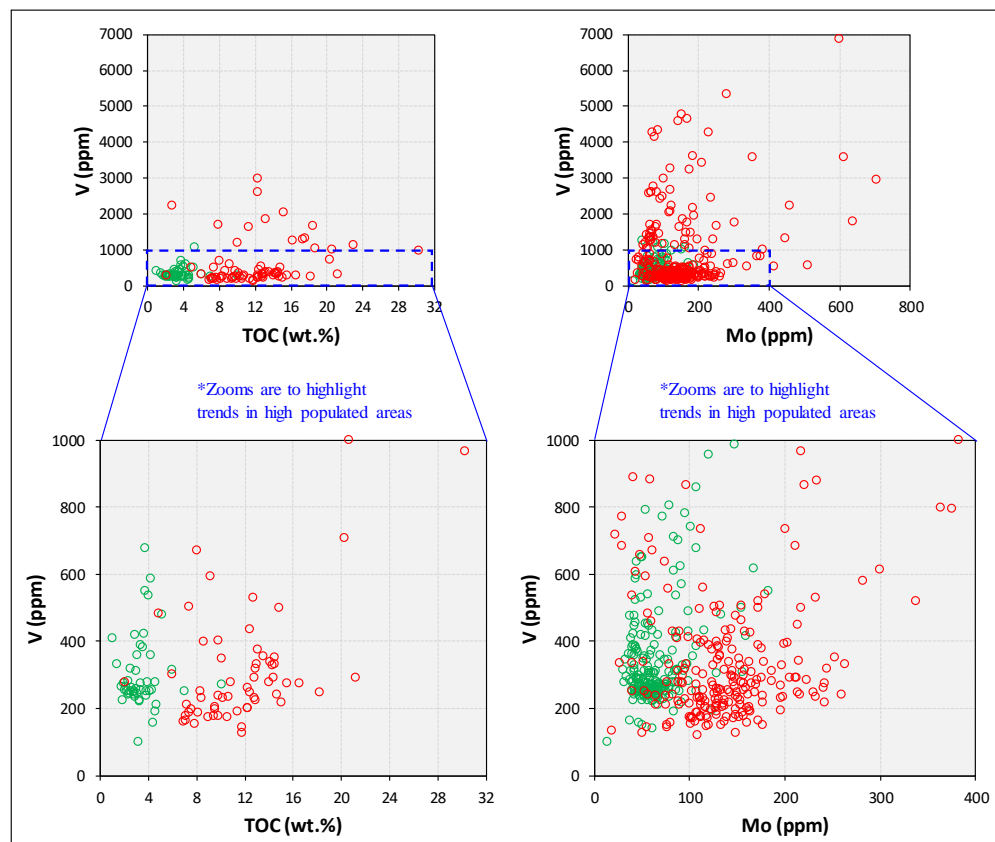 7000
6000
5000
4000
3000
2000
1000
0
V (ppm)
0 4 8 12 16 20 24 28 32
TOC (wt.%)
7000
6000
5000
4000
3000
2000
1000
0
V (ppm)
0 200 400 600 800
Mo (ppm)
*Zooms are to highlight
trends in high populated areas
*Zooms are to highlight
trends in high populated areas
1000
800
600
400
200
0
V (ppm)
0 4 8 12 16 20 24 28 32
TOC (wt.%)
1000
800
600
400
200
0
V (ppm)
0 100 200 300 400
Mo (ppm)